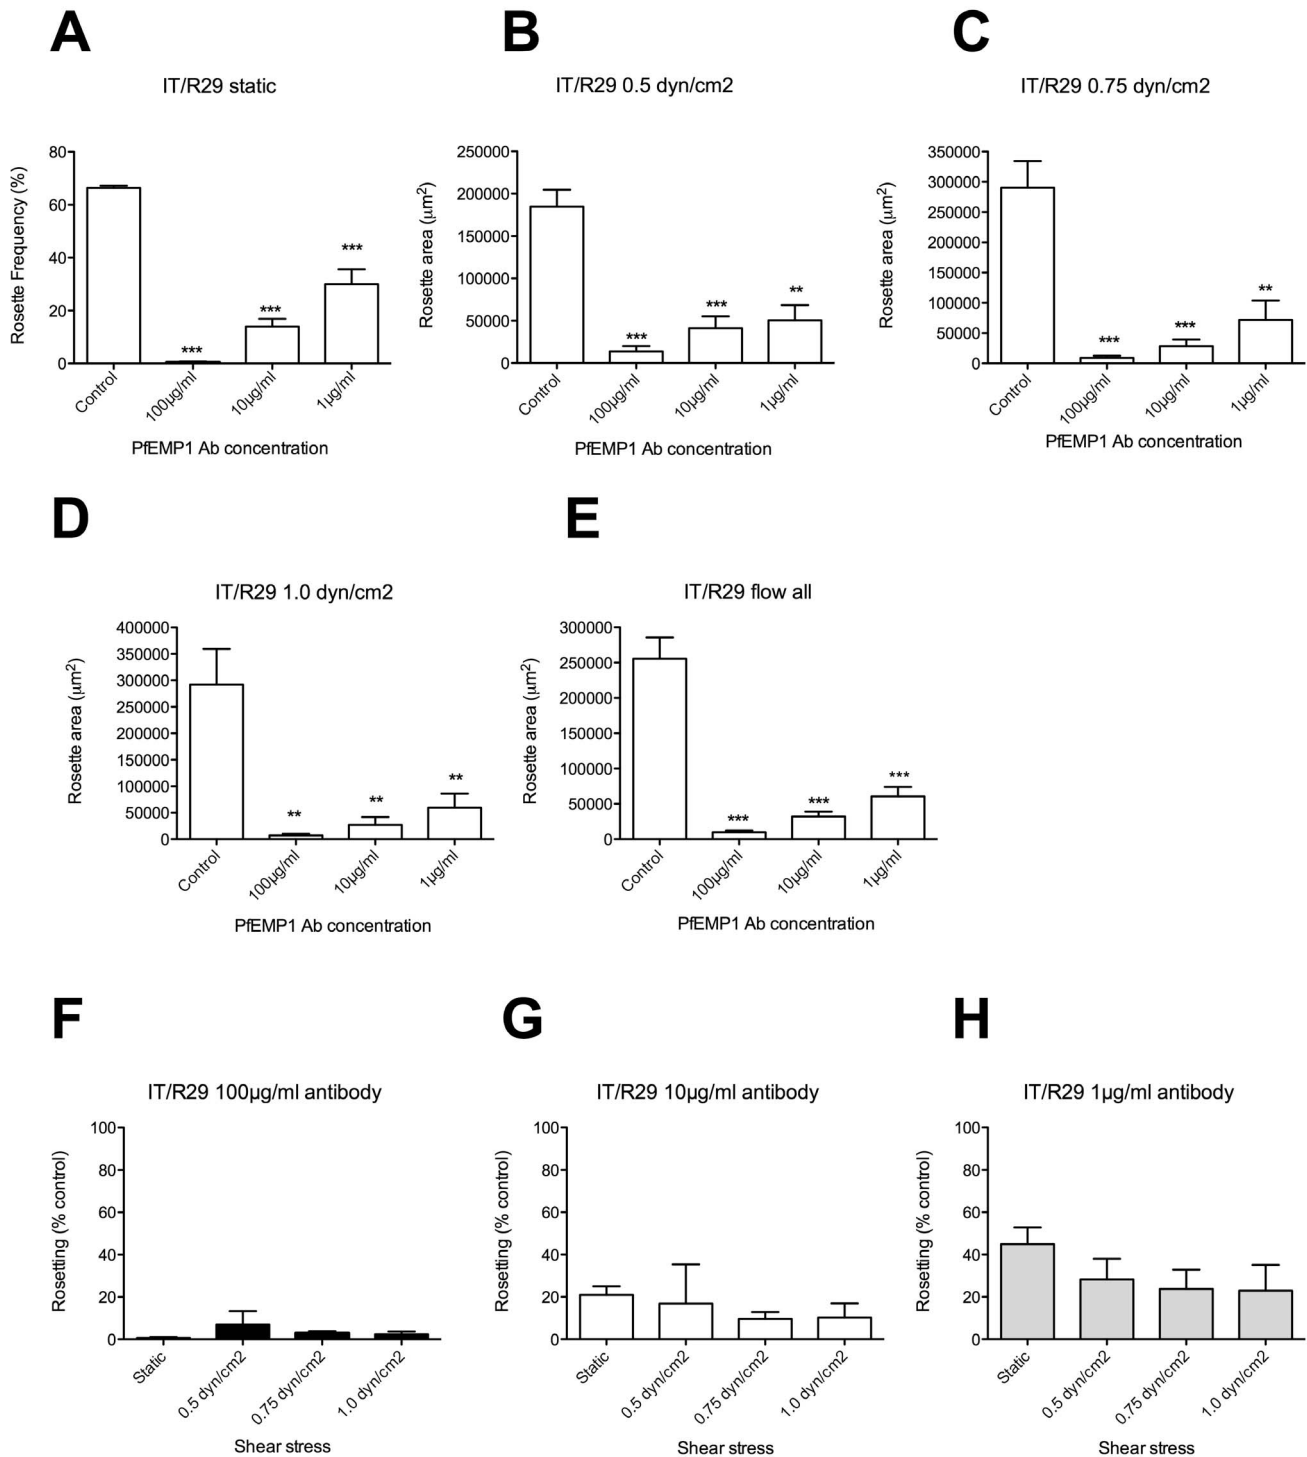 A
IT/R29 static
Rosette Frequency (%)
80
60
40
20
0
***
***
***
Control
100µg/ml
10µg/ml
1µg/ml
PfEMP1 Ab concentration
B
IT/R29 0.5 dyn/cm2
Rosette area (µm²)
250000
200000
150000
100000
50000
0
***
***
**
Control
100µg/ml
10µg/ml
1µg/ml
PfEMP1 Ab concentration
C
IT/R29 0.75 dyn/cm2
Rosette area (µm²)
350000
300000
250000
200000
150000
100000
50000
0
***
***
**
Control
100µg/ml
10µg/ml
1µg/ml
PfEMP1 Ab concentration
D
IT/R29 1.0 dyn/cm2
Rosette area (µm²)
400000
350000
300000
250000
200000
150000
100000
50000
0
**
**
**
Control
100µg/ml
10µg/ml
1µg/ml
PfEMP1 Ab concentration
E
IT/R29 flow all
Rosette area (µm²)
300000
250000
200000
150000
100000
50000
0
***
***
***
Control
100µg/ml
10µg/ml
1µg/ml
PfEMP1 Ab concentration
F
IT/R29 100µg/ml antibody
Rosetting (% control)
100
80
60
40
20
0
Static
0.5 dyn/cm2
0.75 dyn/cm2
1.0 dyn/cm2
Shear stress
G
IT/R29 10µg/ml antibody
Rosetting (% control)
100
80
60
40
20
0
Static
0.5 dyn/cm2
0.75 dyn/cm2
1.0 dyn/cm2
Shear stress
H
IT/R29 1µg/ml antibody
Rosetting (% control)
100
80
60
40
20
0
Static
0.5 dyn/cm2
0.75 dyn/cm2
1.0 dyn/cm2
Shear stress